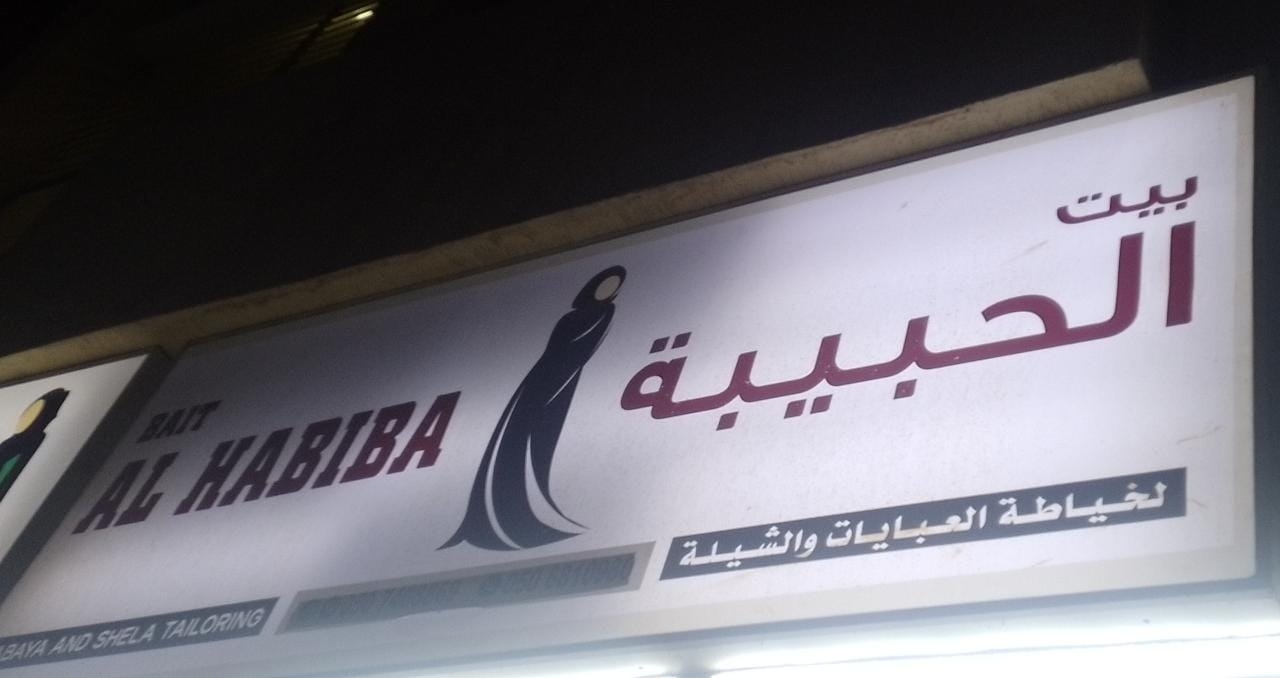 بيت
الحبيبة
BAIT
AL HABIBA
لخياطة العبايات والشيلة
ABAYA AND SHELA TAILORING